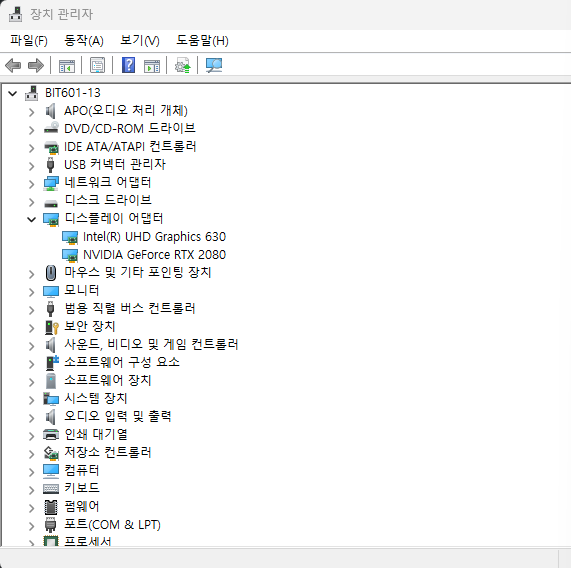 장치 관리자
파일(F) 동작(A) 보기(V) 도움말(H)
BIT601-13
APO(오디오 처리 개체)
DVD/CD-ROM 드라이브
IDE ATA/ATAPI 컨트롤러
USB 커넥터 관리자
네트워크 어댑터
디스크 드라이브
디스플레이 어댑터
Intel(R) UHD Graphics 630
NVIDIA GeForce RTX 2080
마우스 및 기타 포인팅 장치
모니터
범용 직렬 버스 컨트롤러
보안 장치
사운드, 비디오 및 게임 컨트롤러
소프트웨어 구성 요소
소프트웨어 장치
시스템 장치
오디오 입력 및 출력
인쇄 대기열
저장소 컨트롤러
컴퓨터
키보드
펌웨어
포트(COM & LPT)
프로세서